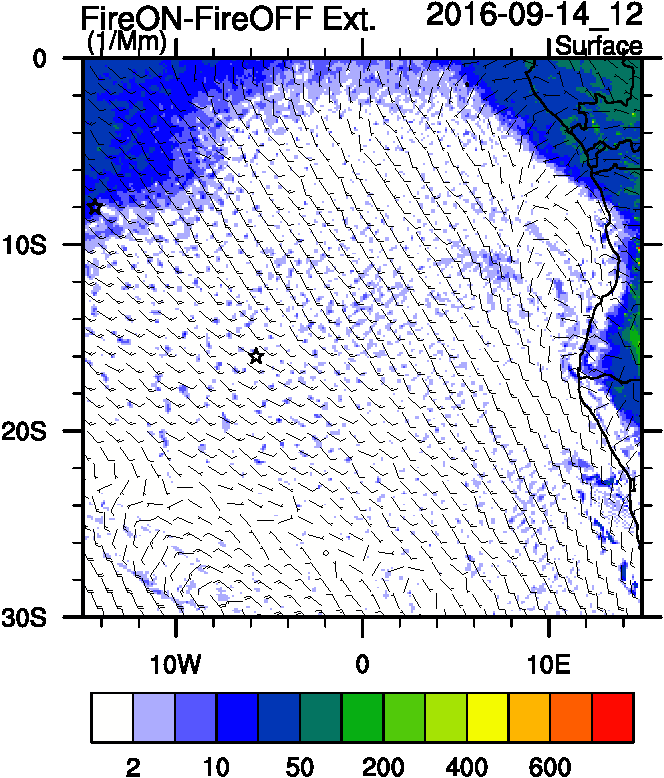 FireON-FireOFF Ext. 2016-09-14_12
(1/Mm) Surface
0
10S
20S
30S
10W 0 10E
2 10 50 200 400 600